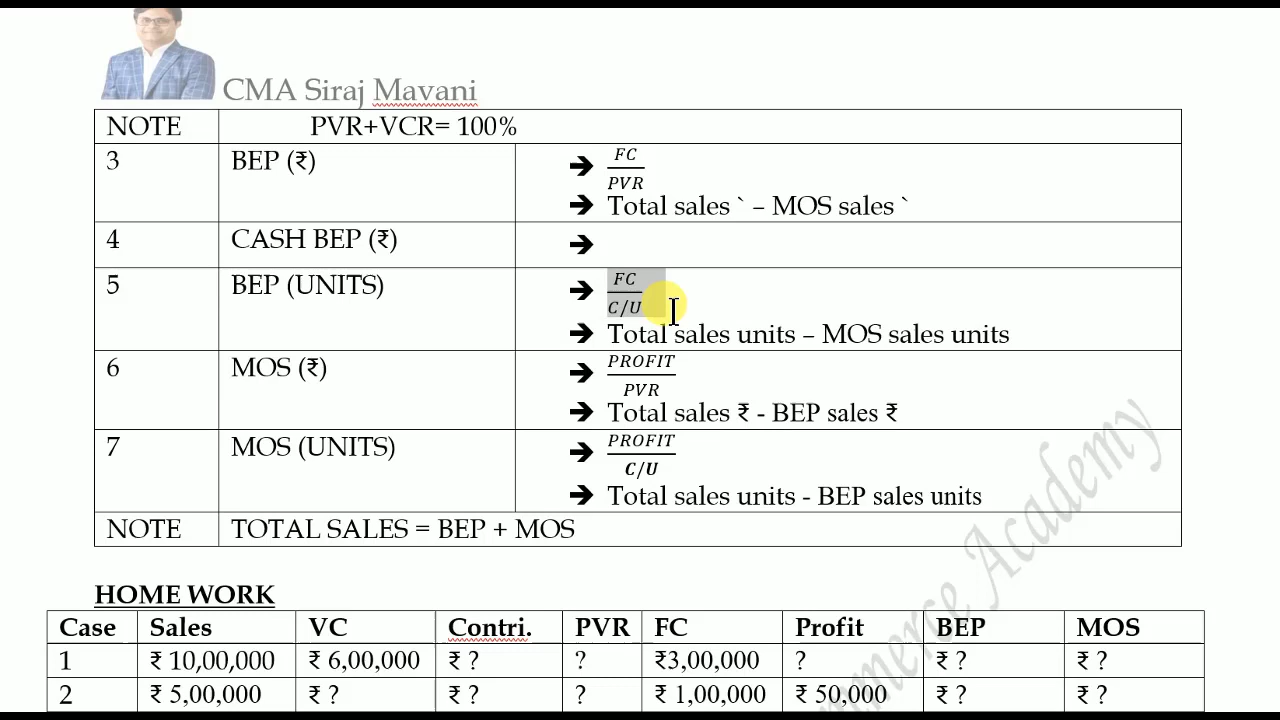 CMA Siraj Mavani
NOTE PVR+VCR= 100%
3 BEP (₹) ➔ FC/PVR
➔ Total sales ` – MOS sales `
4 CASH BEP (₹) ➔
5 BEP (UNITS) ➔ FC/C/U
➔ Total sales units – MOS sales units
6 MOS (₹) ➔ PROFIT/PVR
➔ Total sales ₹ - BEP sales ₹
7 MOS (UNITS) ➔ PROFIT/C/U
➔ Total sales units - BEP sales units
NOTE TOTAL SALES = BEP + MOS
HOME WORK
Case Sales VC Contri. PVR FC Profit BEP MOS
1 ₹ 10,00,000 ₹ 6,00,000 ₹ ? ? ₹3,00,000 ? ₹ ? ₹ ?
2 ₹ 5,00,000 ₹ ? ₹ ? ? ₹ 1,00,000 ₹ 50,000 ₹ ? ₹ ?
Academy